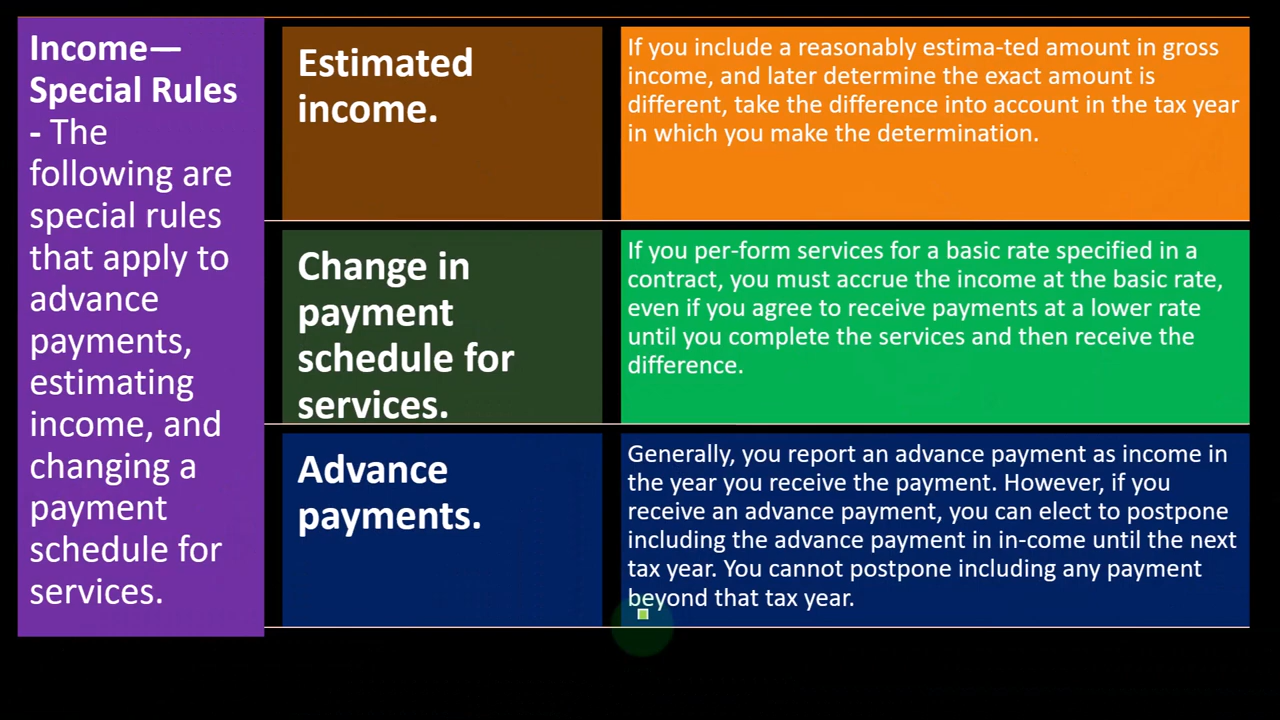 Income—
Special Rules
- The
following are
special rules
that apply to
advance
payments,
estimating
income, and
changing a
payment
schedule for
services.
Estimated
income.
If you include a reasonably estima-ted amount in gross
income, and later determine the exact amount is
different, take the difference into account in the tax year
in which you make the determination.
Change in
payment
schedule for
services.
If you per-form services for a basic rate specified in a
contract, you must accrue the income at the basic rate,
even if you agree to receive payments at a lower rate
until you complete the services and then receive the
difference.
Advance
payments.
Generally, you report an advance payment as income in
the year you receive the payment. However, if you
receive an advance payment, you can elect to postpone
including the advance payment in in-come until the next
tax year. You cannot postpone including any payment
beyond that tax year.